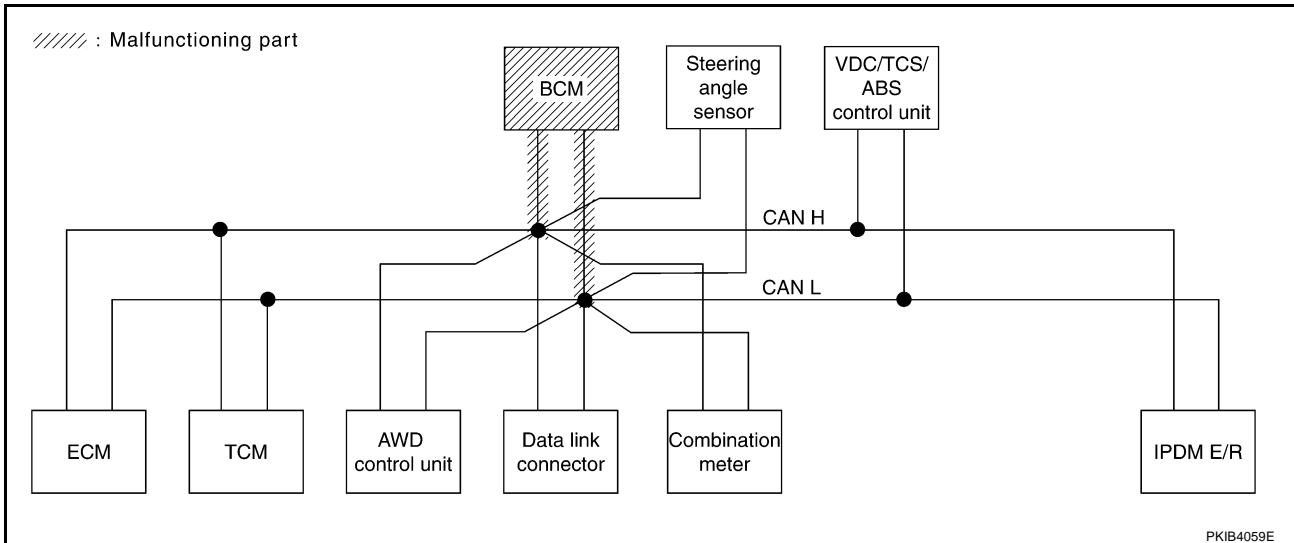 : Malfunctioning part
BCM
Steering
angle
sensor
VDC/TCS/
ABS
control unit
CAN H
CAN L
ECM
TCM
AWD
control unit
Data link
connector
Combination
meter
IPDM E/R
PKIB4059E